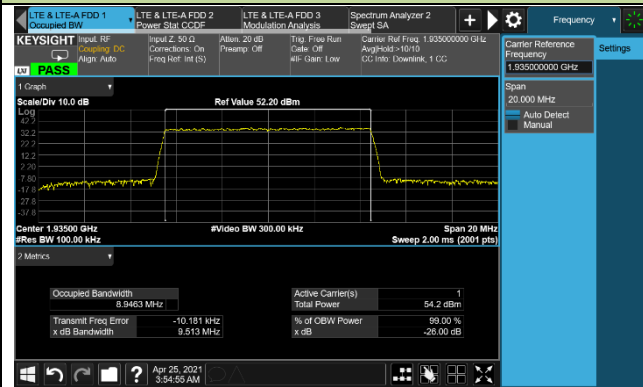 LTE & LTE-A FDD 1
Occupied BW
LTE & LTE-A FDD 2
Power Stat CCDF
LTE & LTE-A FDD 3
Modulation Analysis
Spectrum Analyzer 2
Swept SA
Frequency
KEYSIGHT
Input: RF
Coupling: DC
Align: Auto
LXI
PASS
Input Z: 50 Ω
Corrections: On
Freq Ref: Int (S)
Atten: 20 dB
Preamp: Off
Trig: Free Run
Gate: Off
#IF Gain: Low
Carrier Ref Freq: 1.935000000 GHz
Avg|Hold:>10/10
CC Info: Downlink, 1 CC
Carrier Reference
Frequency
1.935000000 GHz
Settings
Span
20.000 MHz
Auto Detect
Manual
1 Graph
Scale/Div 10.0 dB
Ref Value 52.20 dBm
Log
42.2
32.2
22.2
12.2
2.20
-7.80
-17.8
-27.8
-37.8
Center 1.93500 GHz
#Video BW 300.00 kHz
Span 20 MHz
#Res BW 100.00 kHz
Sweep 2.00 ms (2001 pts)
2 Metrics
Occupied Bandwidth
8.9463 MHz
Active Carrier(s)
1
Total Power
54.2 dBm
Transmit Freq Error
-10.181 kHz
% of OBW Power
99.00 %
x dB Bandwidth
9.513 MHz
x dB
-26.00 dB
Apr 25, 2021
3:54:55 AM